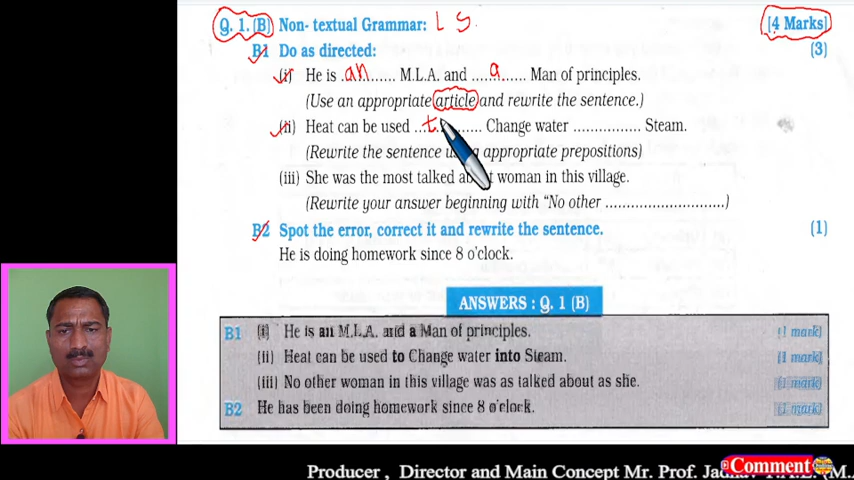 Q. 1. (B) Non- textual Grammar: L S. [4 Marks]
B1 Do as directed: (3)
(i) He is .an...... M.L.A. and ....a....... Man of principles.
(Use an appropriate article and rewrite the sentence.)
(ii) Heat can be used ...t......... Change water ................ Steam.
(Rewrite the sentence appropriate prepositions)
(iii) She was the most talked about woman in this village.
(Rewrite your answer beginning with “No other ............................)
B2 Spot the error, correct it and rewrite the sentence. (1)
He is doing homework since 8 o'clock.
ANSWERS : Q. 1 (B)
B1 (i) He is an M.L.A. and a Man of principles. (1 mark)
(ii) Heat can be used to Change water into Steam. (1 mark)
(iii) No other woman in this village was as talked about as she. (1 mark)
B2 He has been doing homework since 8 o'clock. (1 mark)
Comment
Producer , Director and Main Concept Mr. Prof. (M.A